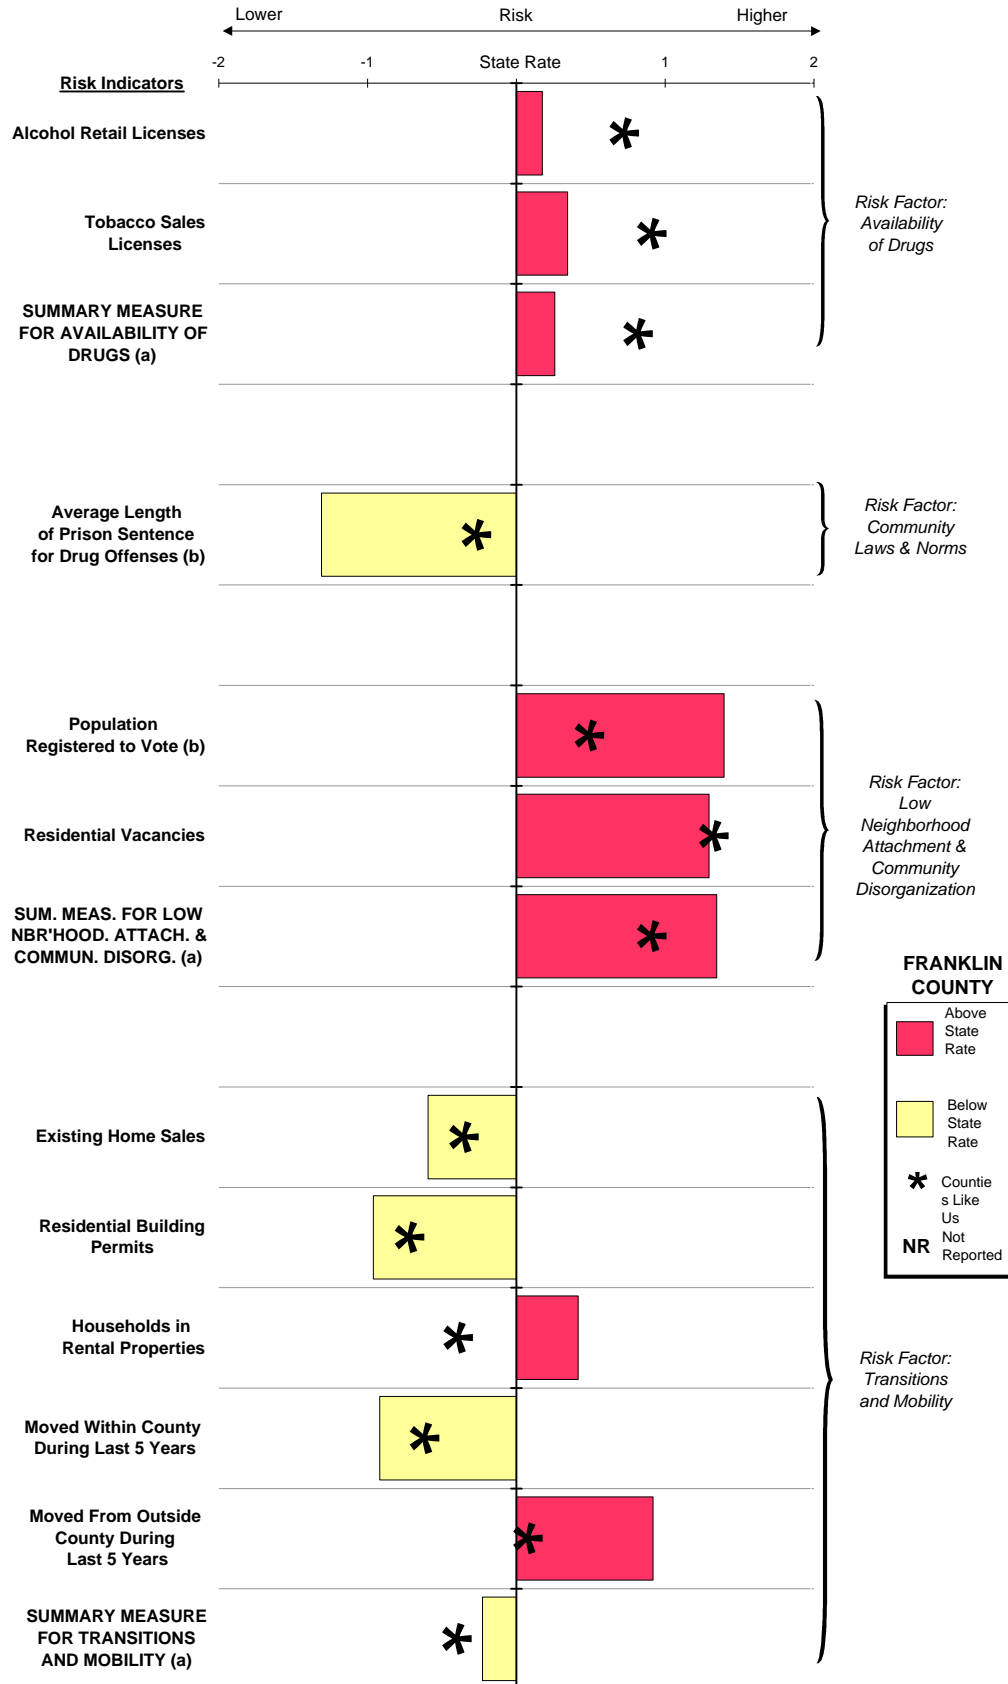 Lower Risk Higher
-2 -1 State Rate 1 2
Risk Indicators
Alcohol Retail Licenses
Tobacco Sales
Licenses
SUMMARY MEASURE
FOR AVAILABILITY OF
DRUGS (a)
Risk Factor:
Availability
of Drugs
Average Length
of Prison Sentence
for Drug Offenses (b)
Risk Factor:
Community
Laws & Norms
Population
Registered to Vote (b)
Residential Vacancies
SUM. MEAS. FOR LOW
NBR'HOOD. ATTACH. &
COMMUN. DISORG. (a)
Risk Factor:
Low
Neighborhood
Attachment &
Community
Disorganization
FRANKLIN
COUNTY
Above
State
Rate
Below
State
Rate
* Countie
s Like
Us
NR Not
Reported
Existing Home Sales
Residential Building
Permits
Households in
Rental Properties
Moved Within County
During Last 5 Years
Moved From Outside
County During
Last 5 Years
SUMMARY MEASURE
FOR TRANSITIONS
AND MOBILITY (a)
Risk Factor:
Transitions
and Mobility